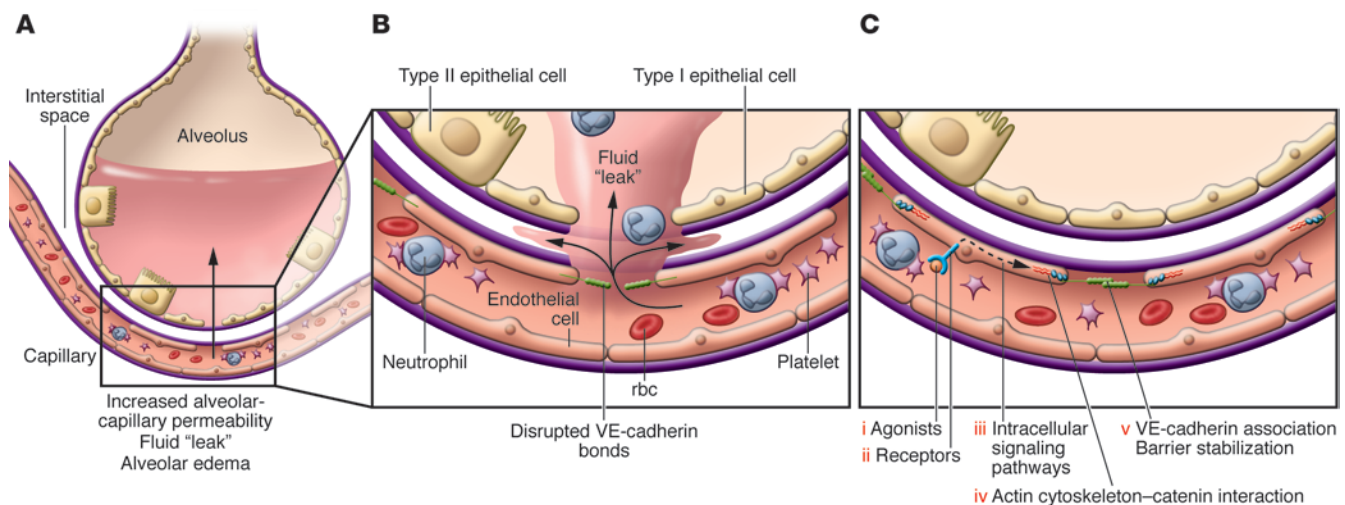 A
Interstitial
space
Alveolus
Capillary
Increased alveolar-
capillary permeability
Fluid “leak”
Alveolar edema
B
Type II epithelial cell
Type I epithelial cell
Fluid
“leak”
Endothelial
cell
Neutrophil
rbc
Platelet
Disrupted VE-cadherin
bonds
C
i Agonists
ii Receptors
iii Intracellular
signaling
pathways
iv Actin cytoskeleton–catenin interaction
v VE-cadherin association
Barrier stabilization